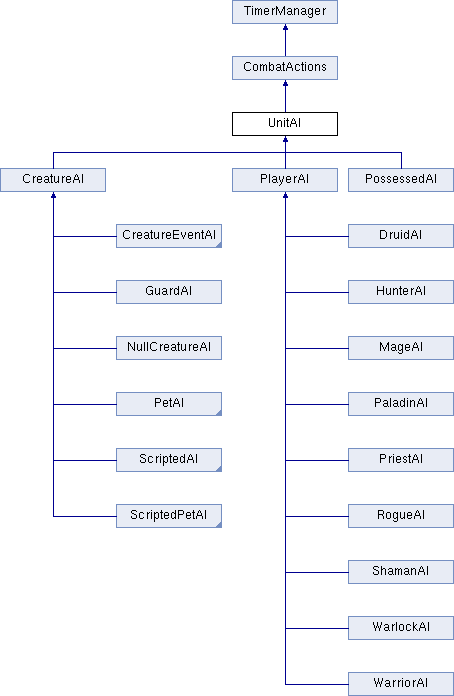 TimerManager
CombatActions
UnitAI
CreatureAI
PlayerAI
PossessedAI
CreatureEventAI
DruidAI
GuardAI
HunterAI
NullCreatureAI
MageAI
PetAI
PaladinAI
ScriptedAI
PriestAI
ScriptedPetAI
RogueAI
ShamanAI
WarlockAI
WarriorAI